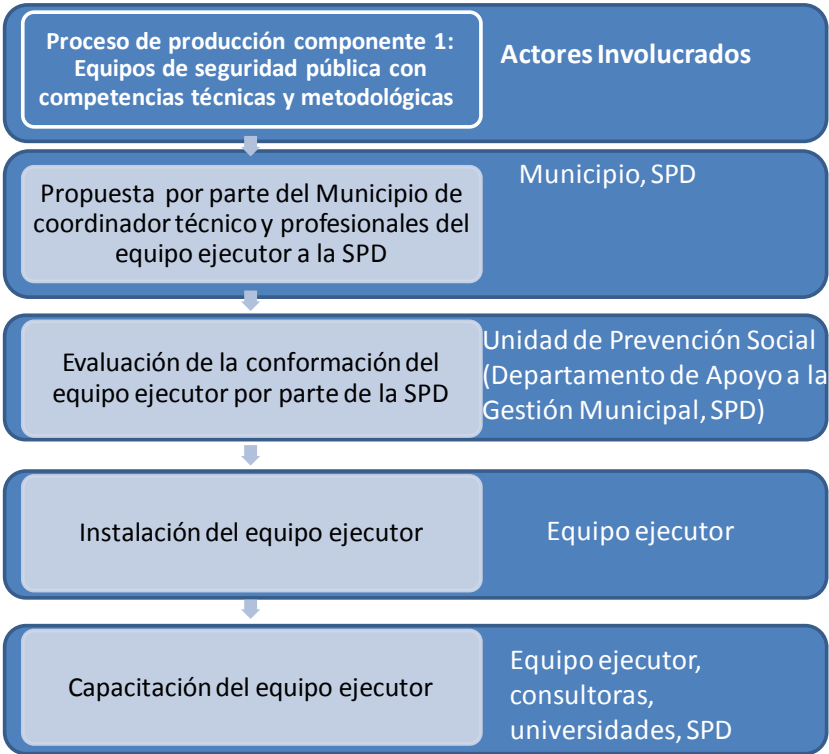 Proceso de producción componente 1:
Equipos de seguridad pública con
competencias técnicas y metodológicas
Actores Involucrados
Propuesta por parte del Municipio de
coordinador técnico y profesionales del
equipo ejecutor a la SPD
Municipio, SPD
Evaluación de la conformación del
equipo ejecutor por parte de la SPD
Unidad de Prevención Social
(Departamento de Apoyo a la
Gestión Municipal, SPD)
Instalación del equipo ejecutor
Equipo ejecutor
Capacitación del equipo ejecutor
Equipo ejecutor,
consultoras,
universidades, SPD